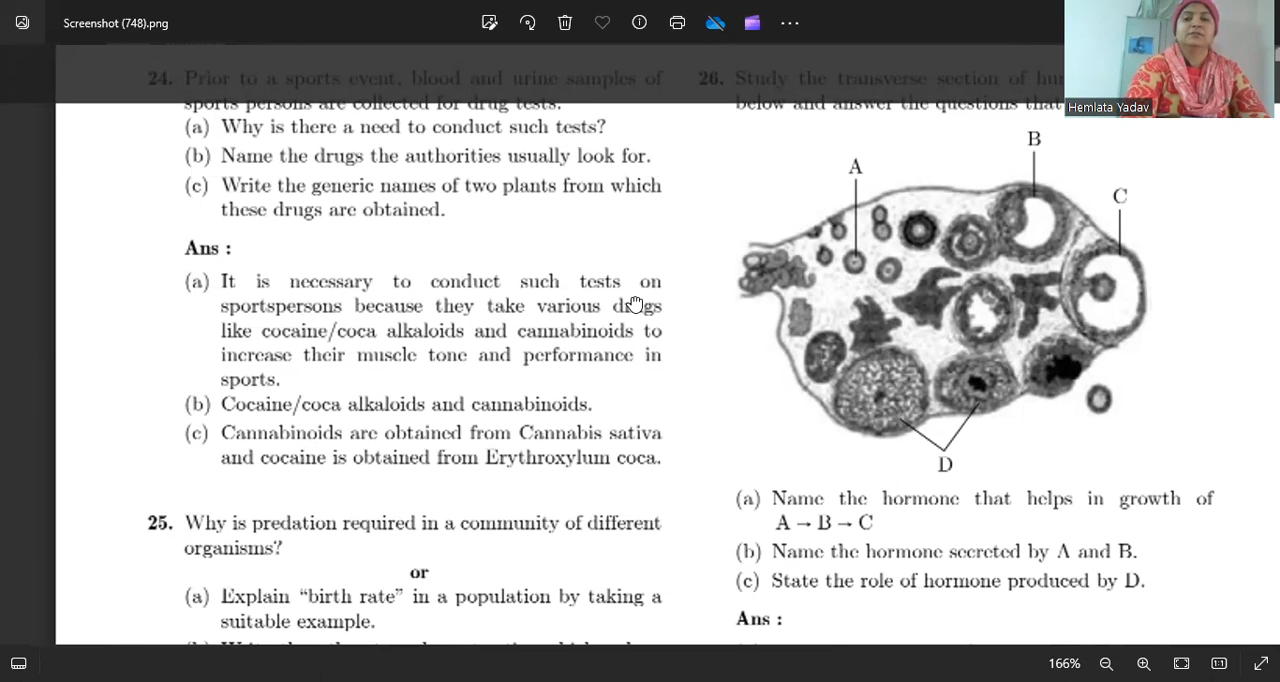 Screenshot (748).png
24. Prior to a sports event, blood and urine samples of
sports persons are collected for drug tests.
(a) Why is there a need to conduct such tests?
(b) Name the drugs the authorities usually look for.
(c) Write the generic names of two plants from which
these drugs are obtained.
Ans :
(a) It is necessary to conduct such tests on
sportspersons because they take various drugs
like cocaine/coca alkaloids and cannabinoids to
increase their muscle tone and performance in
sports.
(b) Cocaine/coca alkaloids and cannabinoids.
(c) Cannabinoids are obtained from Cannabis sativa
and cocaine is obtained from Erythroxylum coca.
25. Why is predation required in a community of different
organisms?
or
(a) Explain “birth rate” in a population by taking a
suitable example.
26. Study the transverse section of
below and answer the questions that
Hemlata Yadav
A
B
C
D
(a) Name the hormone that helps in growth of
A → B → C
(b) Name the hormone secreted by A and B.
(c) State the role of hormone produced by D.
Ans :
166%
1:1